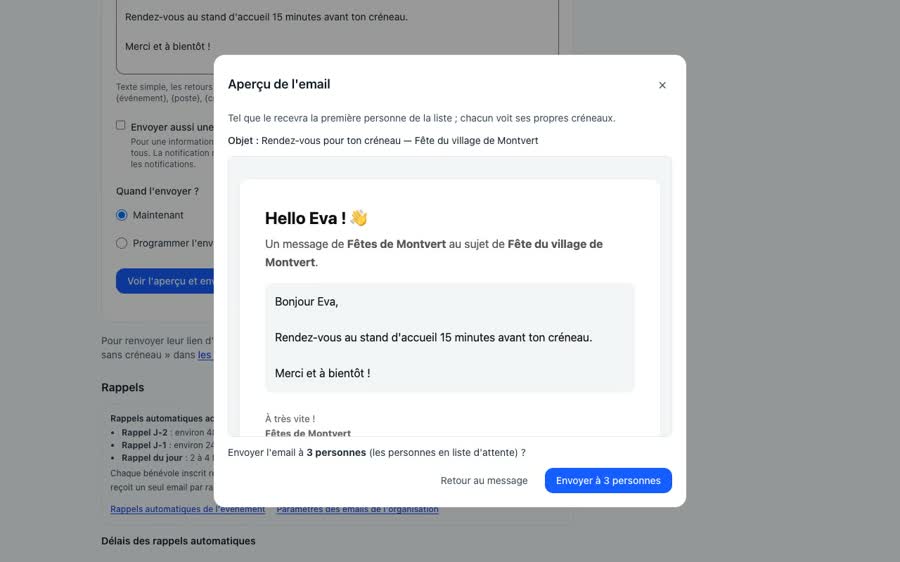 Rendez-vous au stand d'accueil 15 minutes avant ton créneau.
Merci et à bientôt !
Texte simple, les retours
{événement}, {poste}, {c
Envoyer aussi une
Pour une information
tous. La notification
les notifications.
Quand l'envoyer ?
Maintenant
Programmer l'env
Voir l'aperçu et env
Pour renvoyer leur lien d'
sans créneau » dans les
Rappels
Rappels automatiques ac
Rappel J-2 : environ 48
Rappel J-1 : environ 24
Rappel du jour : 2 à 4
Chaque bénévole inscrit re
reçoit un seul email par ra
Rappels automatiques de l'événement
Paramètres des emails de l'organisation
Délais des rappels automatiques
Aperçu de l'email
×
Tel que le recevra la première personne de la liste ; chacun voit ses propres créneaux.
Objet : Rendez-vous pour ton créneau — Fête du village de Montvert
Hello Eva ! 👋
Un message de Fêtes de Montvert au sujet de Fête du village de
Montvert.
Bonjour Eva,
Rendez-vous au stand d'accueil 15 minutes avant ton créneau.
Merci et à bientôt !
À très vite !
Fêtes de Montvert
Envoyer l'email à 3 personnes (les personnes en liste d'attente) ?
Retour au message
Envoyer à 3 personnes